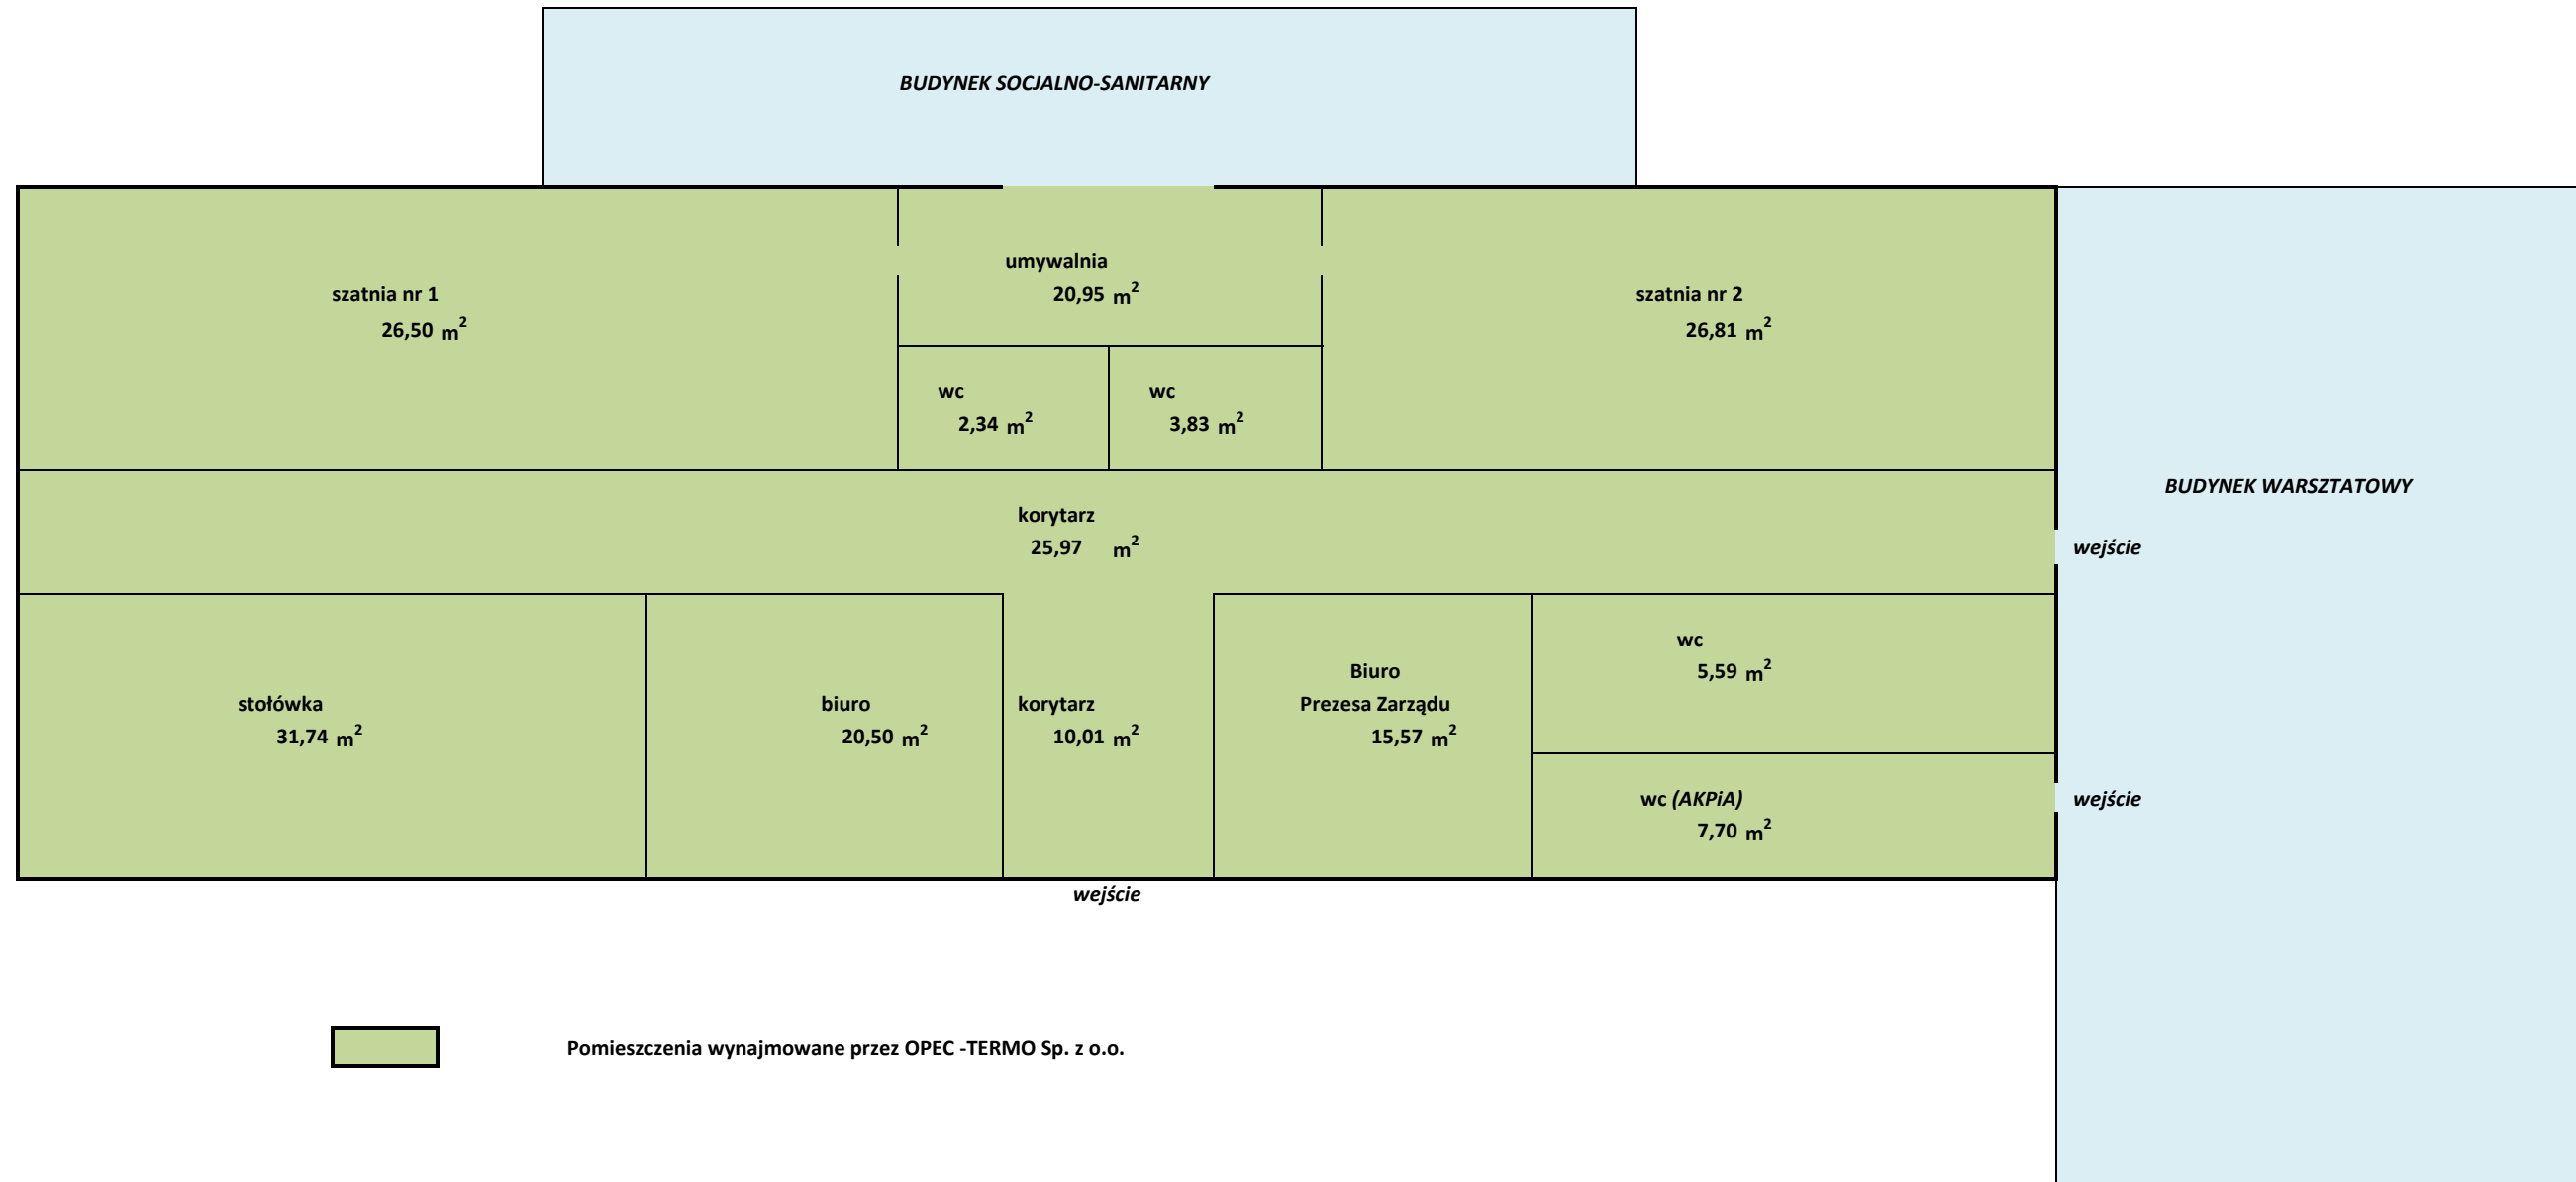 BUDYNEK SOCJALNO-SANITARNY
szatnia nr 1
26,50 m²
umywalnia
20,95 m²
szatnia nr 2
26,81 m²
wc
2,34 m²
wc
3,83 m²
korytarz
25,97 m²
BUDYNEK WARSZTATOWY
wejście
stołówka
31,74 m²
biuro
20,50 m²
korytarz
10,01 m²
Biuro
Prezesa Zarządu
15,57 m²
wc
5,59 m²
wc (AKPiA)
7,70 m²
wejście
wejście
Pomieszczenia wynajmowane przez OPEC -TERMO Sp. z o.o.